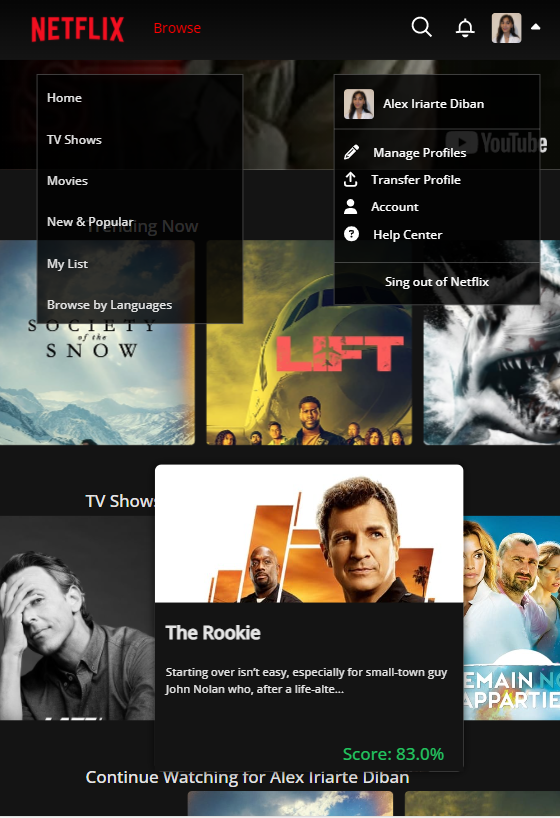 NETFLIX
Browse
Alex Iriarte Diban
Home
TV Shows
Movies
New & Popular
My List
Browse by Languages
YouTube
Manage Profiles
Transfer Profile
Account
Help Center
Sing out of Netflix
Trending Now
SOCIETY
of the
SNOW
LIFT
TV Shows
The Rookie
Starting over isn't easy, especially for small-town guy
John Nolan who, after a life-alte...
Score: 83.0%
EMAIN NO
APPARTIE
Continue Watching for Alex Iriarte Diban